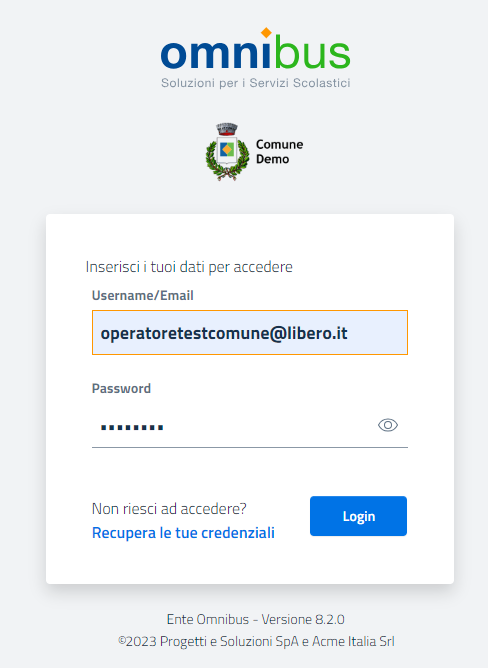 omnibus
Soluzioni per i Servizi Scolastici
Comune
Demo
Inserisci i tuoi dati per accedere
Username/Email
operatoretestcomune@libero.it
Password
Non riesci ad accedere?
Recupera le tue credenziali
Login
Ente Omnibus - Versione 8.2.0
©2023 Progetti e Soluzioni SpA e Acme Italia Srl